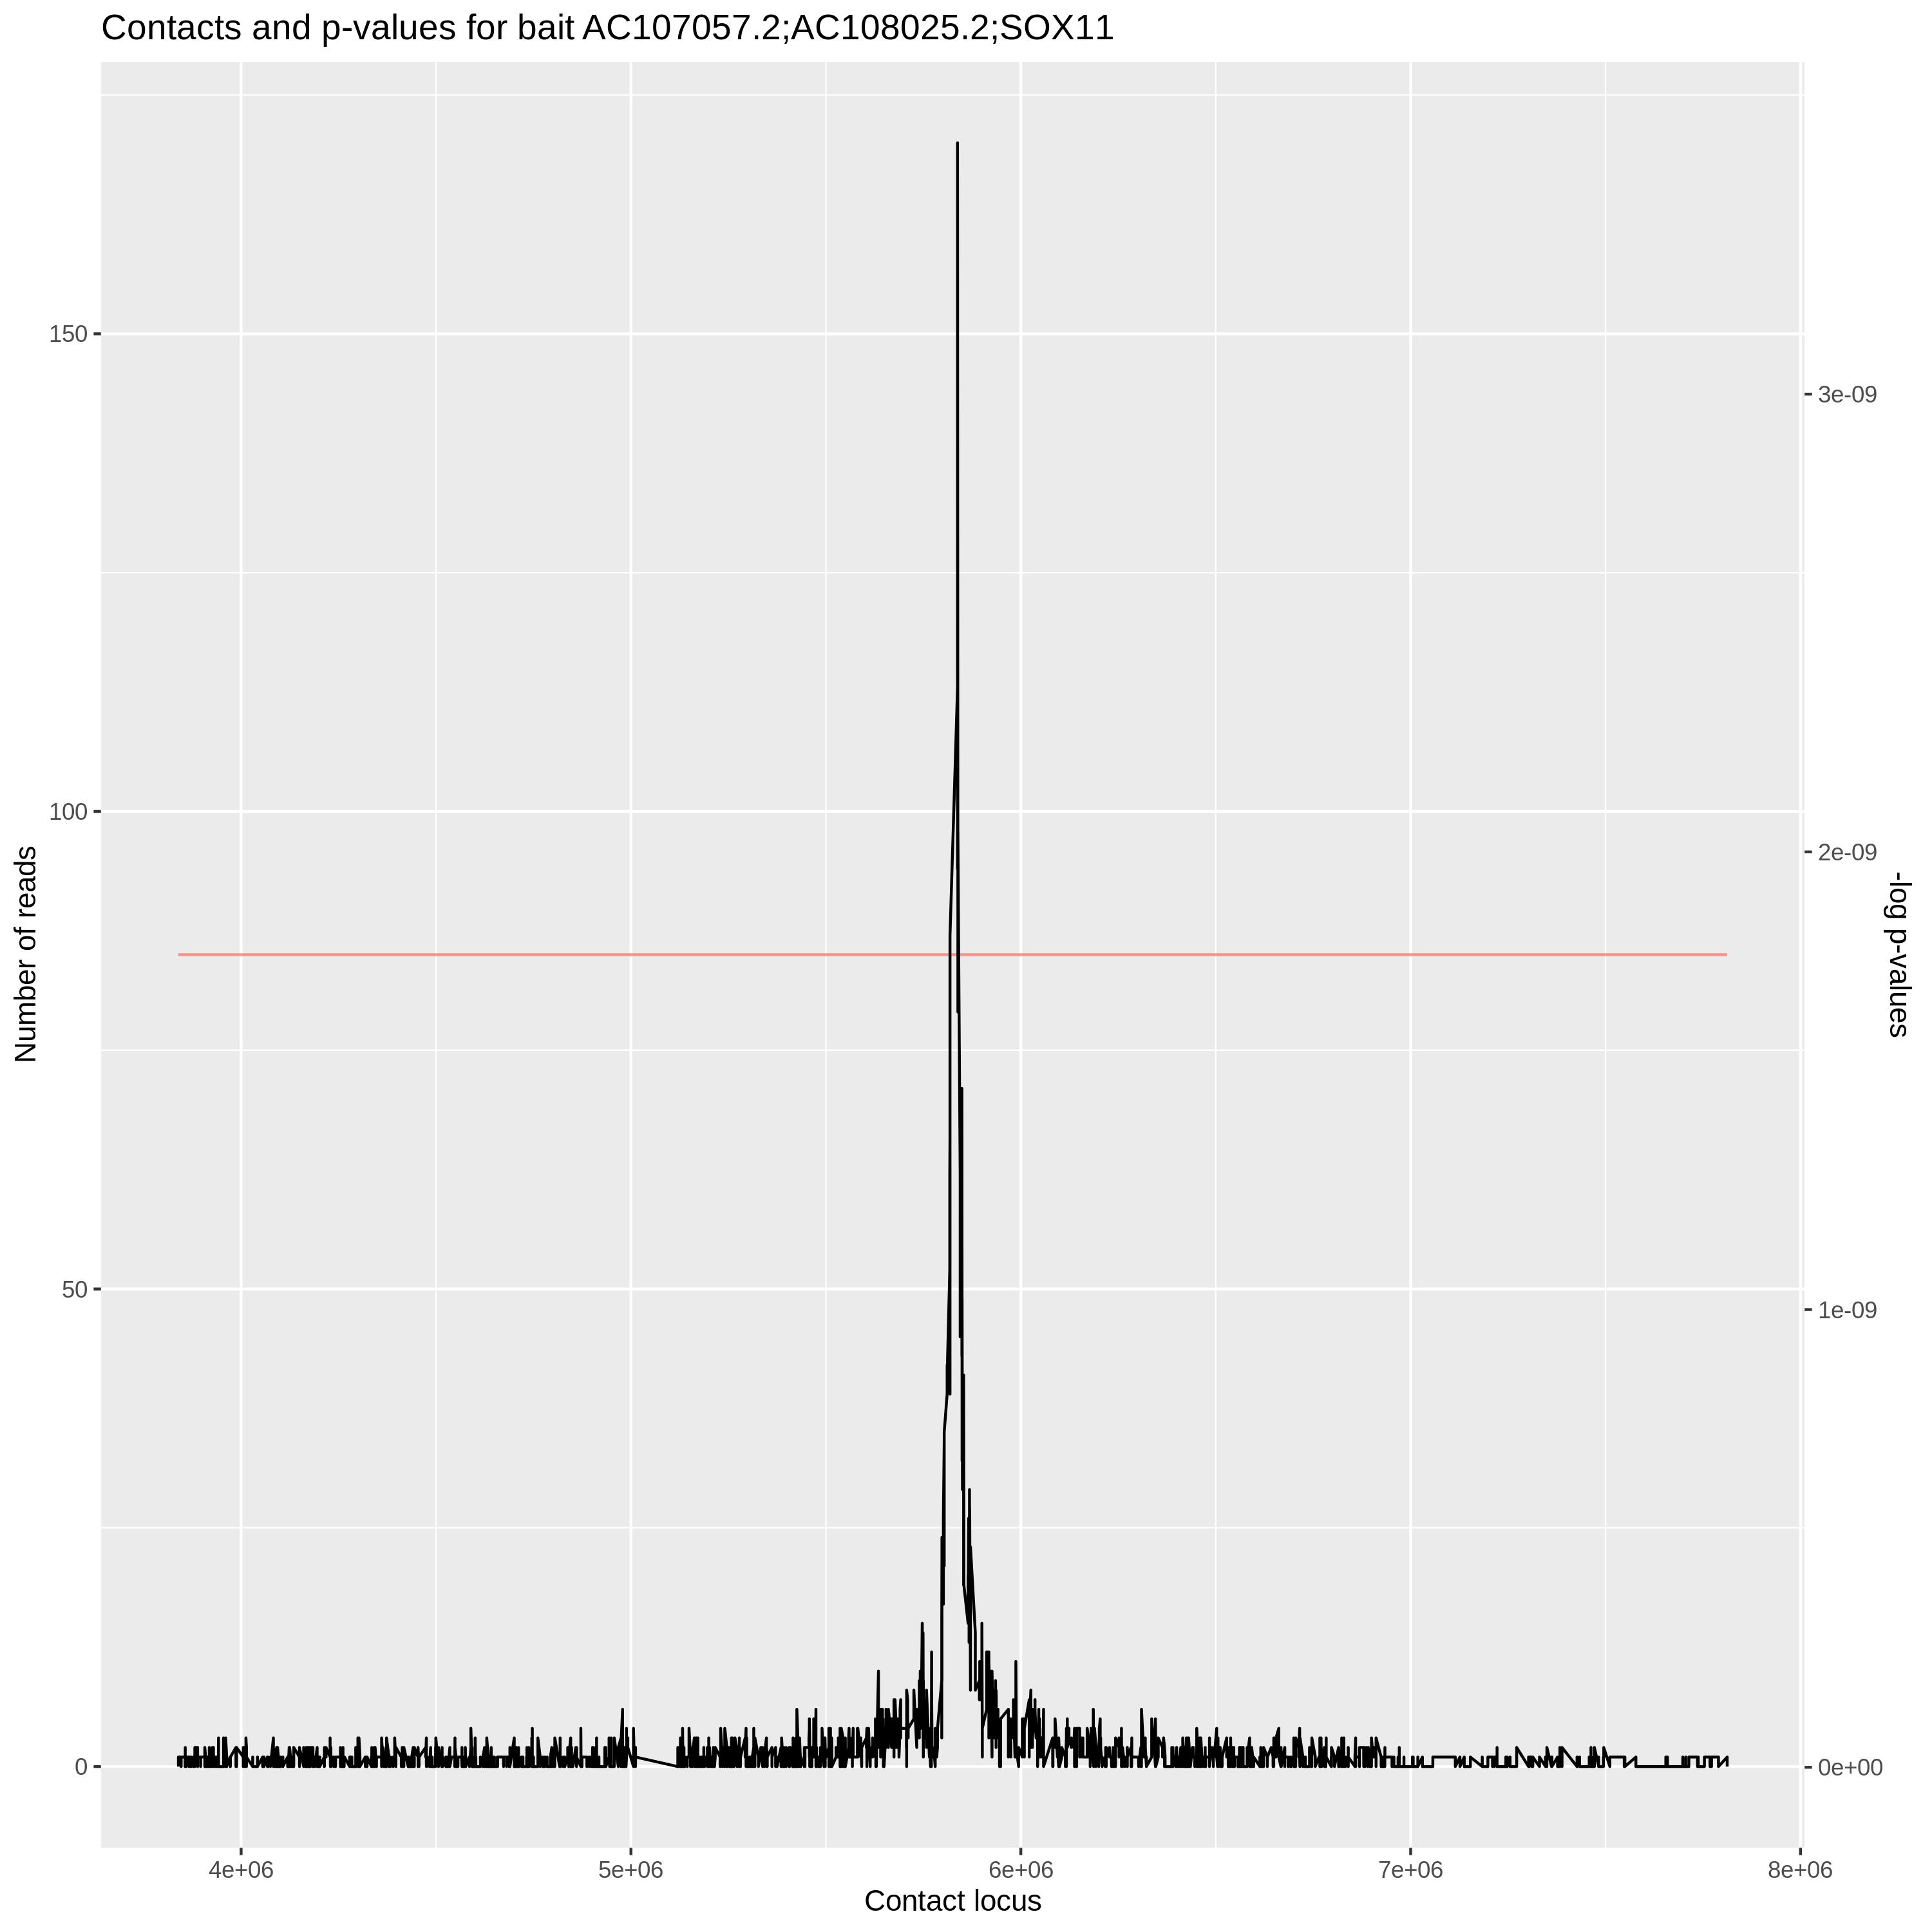 Contacts and p-values for bait AC107057.2;AC108025.2;SOX11
Number of reads
150
100
50
0
3e-09
2e-09
1e-09
0e+00
-log p-values
4e+06
5e+06
6e+06
7e+06
8e+06
Contact locus